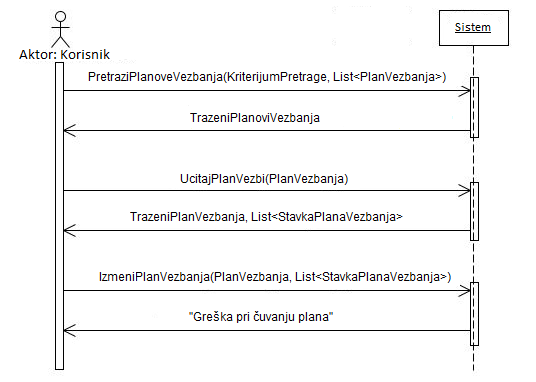 Aktor: Korisnik
Sistem
PretraziPlanoveVezbanja(KriterijumPretrage, List<PlanVezbanja>)
TrazeniPlanoviVezbanja
UcitajPlanVezbi(PlanVezbanja)
TrazeniPlanVezbanja, List<StavkaPlanaVezbanja>
IzmeniPlanVezbanja(PlanVezbanja, List<StavkaPlanaVezbanja>)
"Greška pri čuvanju plana"